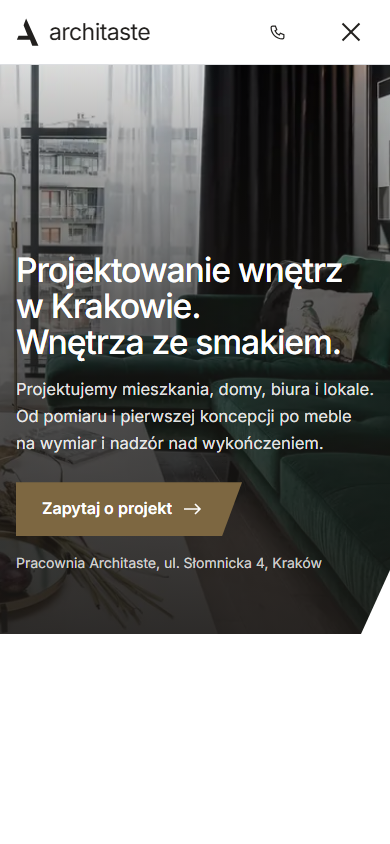 architaste
Projektowanie wnętrz
w Krakowie.
Wnętrza ze smakiem.
Projektujemy mieszkania, domy, biura i lokale.
Od pomiaru i pierwszej koncepcji po meble
na wymiar i nadzór nad wykończeniem.
Zapytaj o projekt →
Pracownia Architaste, ul. Słomnicka 4, Kraków